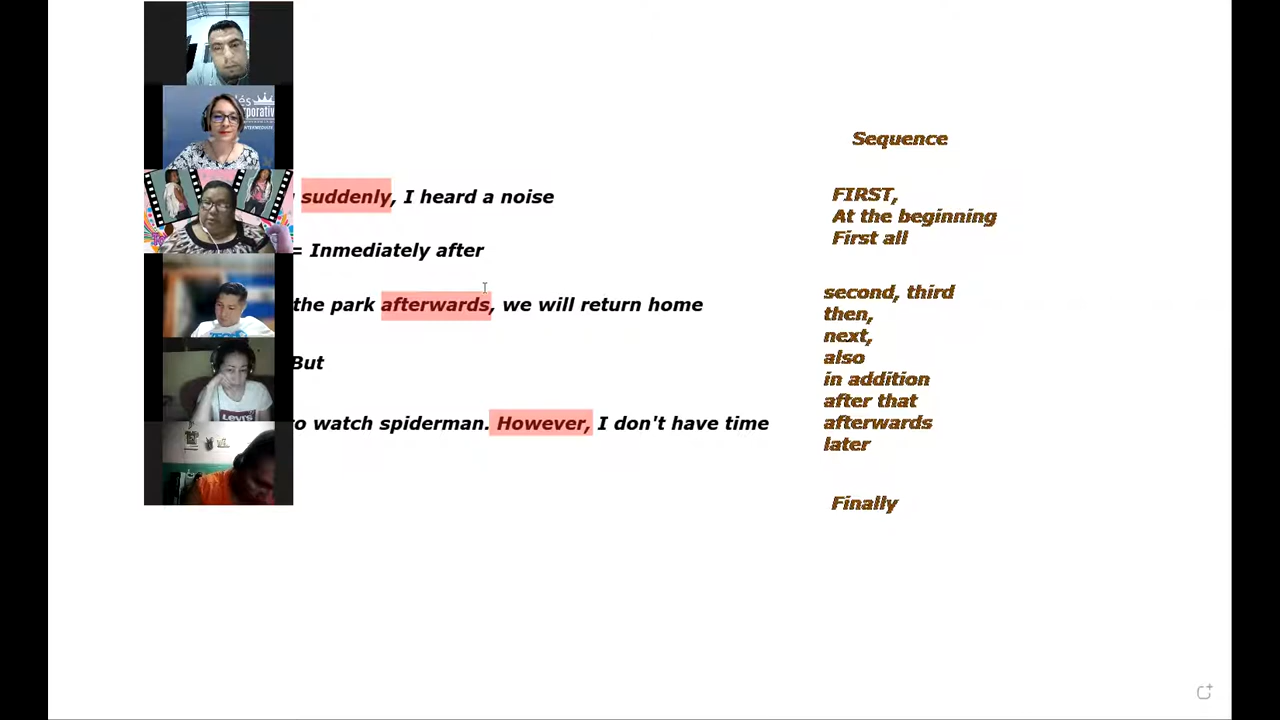 suddenly, I heard a noise
= Inmediately after
the park afterwards, we will return home
But
to watch spiderman. However, I don't have time
Sequence
FIRST,
At the beginning
First all
second, third
then,
next,
also
in addition
after that
afterwards
later
Finally
LEVI'S